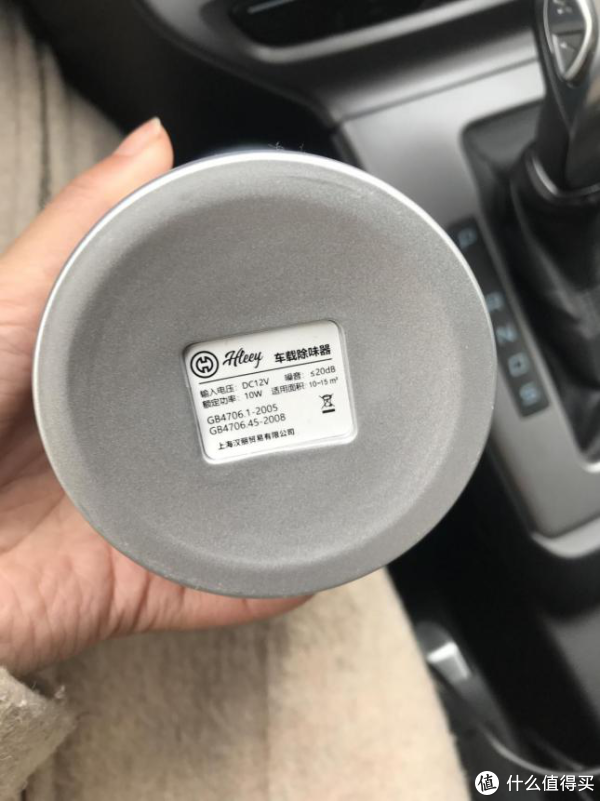 Hleey 车载除味器
输入电压：DC12V 噪音：≤20dB
额定功率：10W 适用面积：10~15 m²
GB4706.1-2005
GB4706.45-2008
上海汉丽贸易有限公司
P
R
N
D
S
值 什么值得买